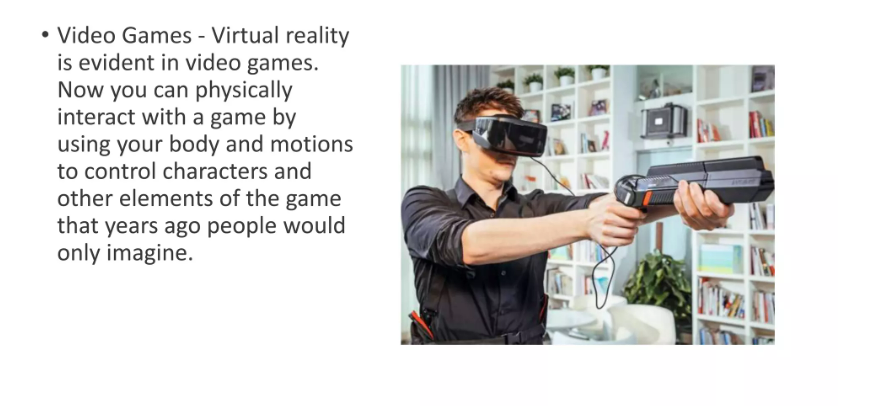 • Video Games - Virtual reality
is evident in video games.
Now you can physically
interact with a game by
using your body and motions
to control characters and
other elements of the game
that years ago people would
only imagine.